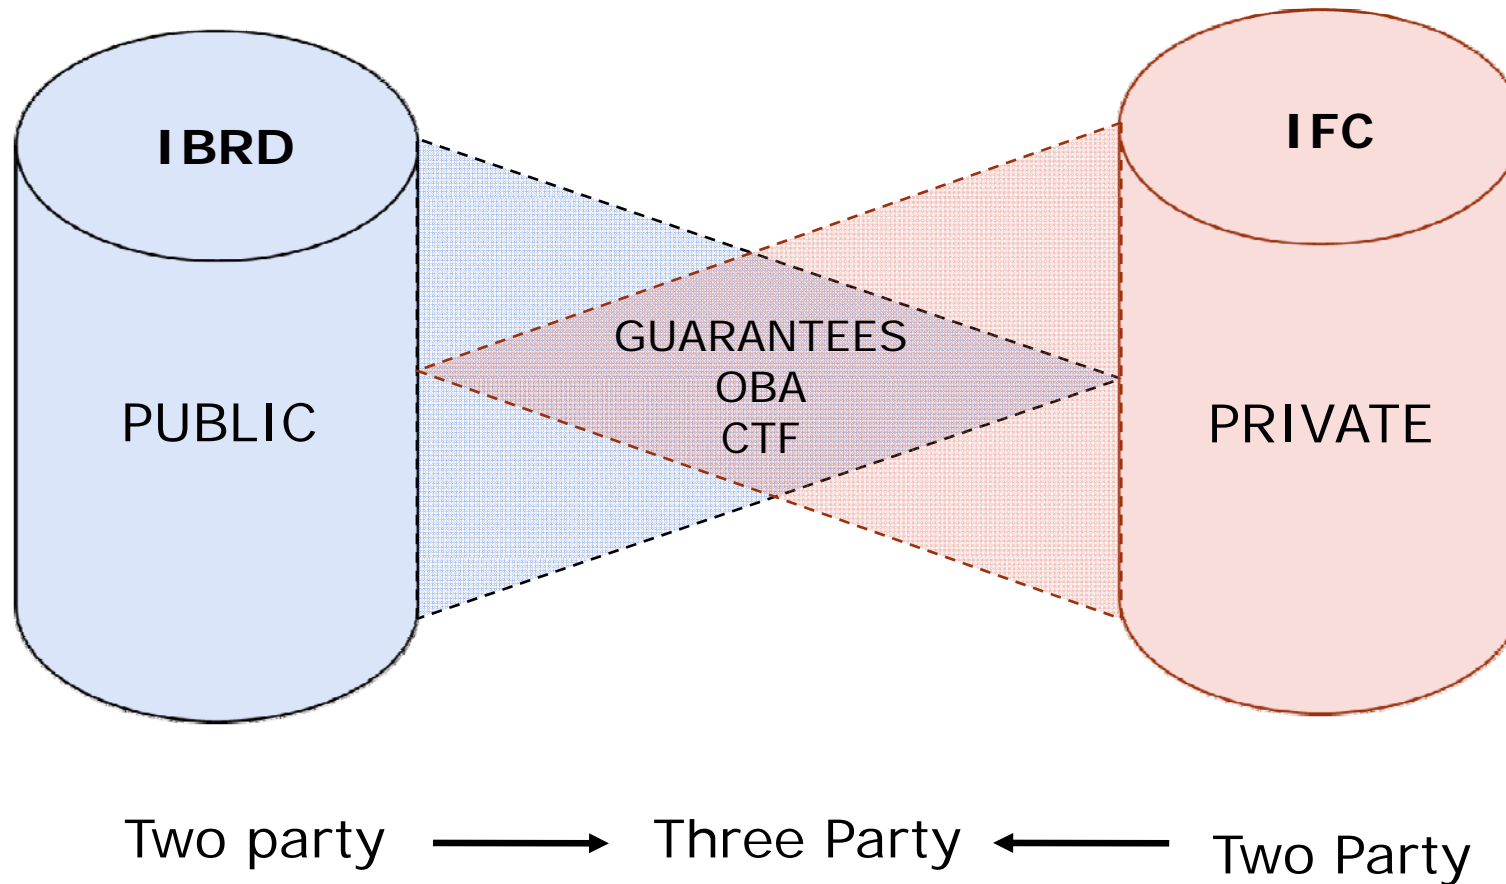 IBRD
IFC
GUARANTEES
OBA
CTF
PUBLIC
PRIVATE
Two party
Three Party
Two Party